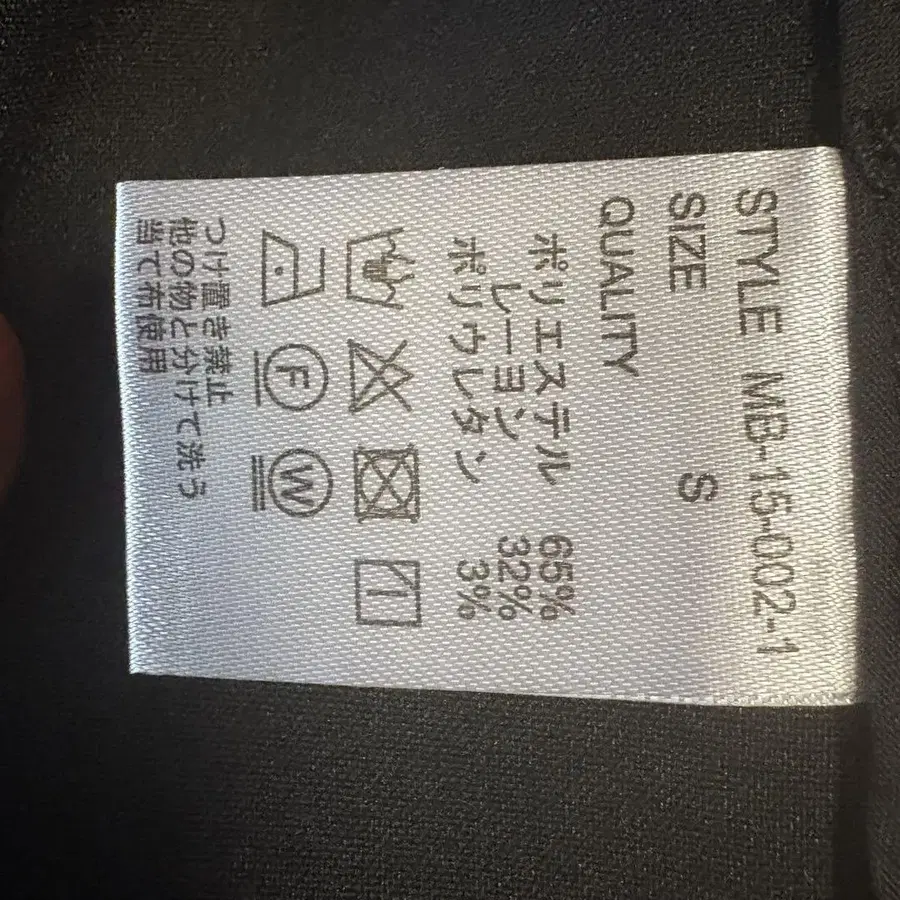 STYLE MB-15-002-1
SIZE S
QUALITY
ポリエステル 65%
レーヨン 32%
ポリウレタン 3%
F W
つけ置き禁止
他の物と分けて洗う
当て布使用